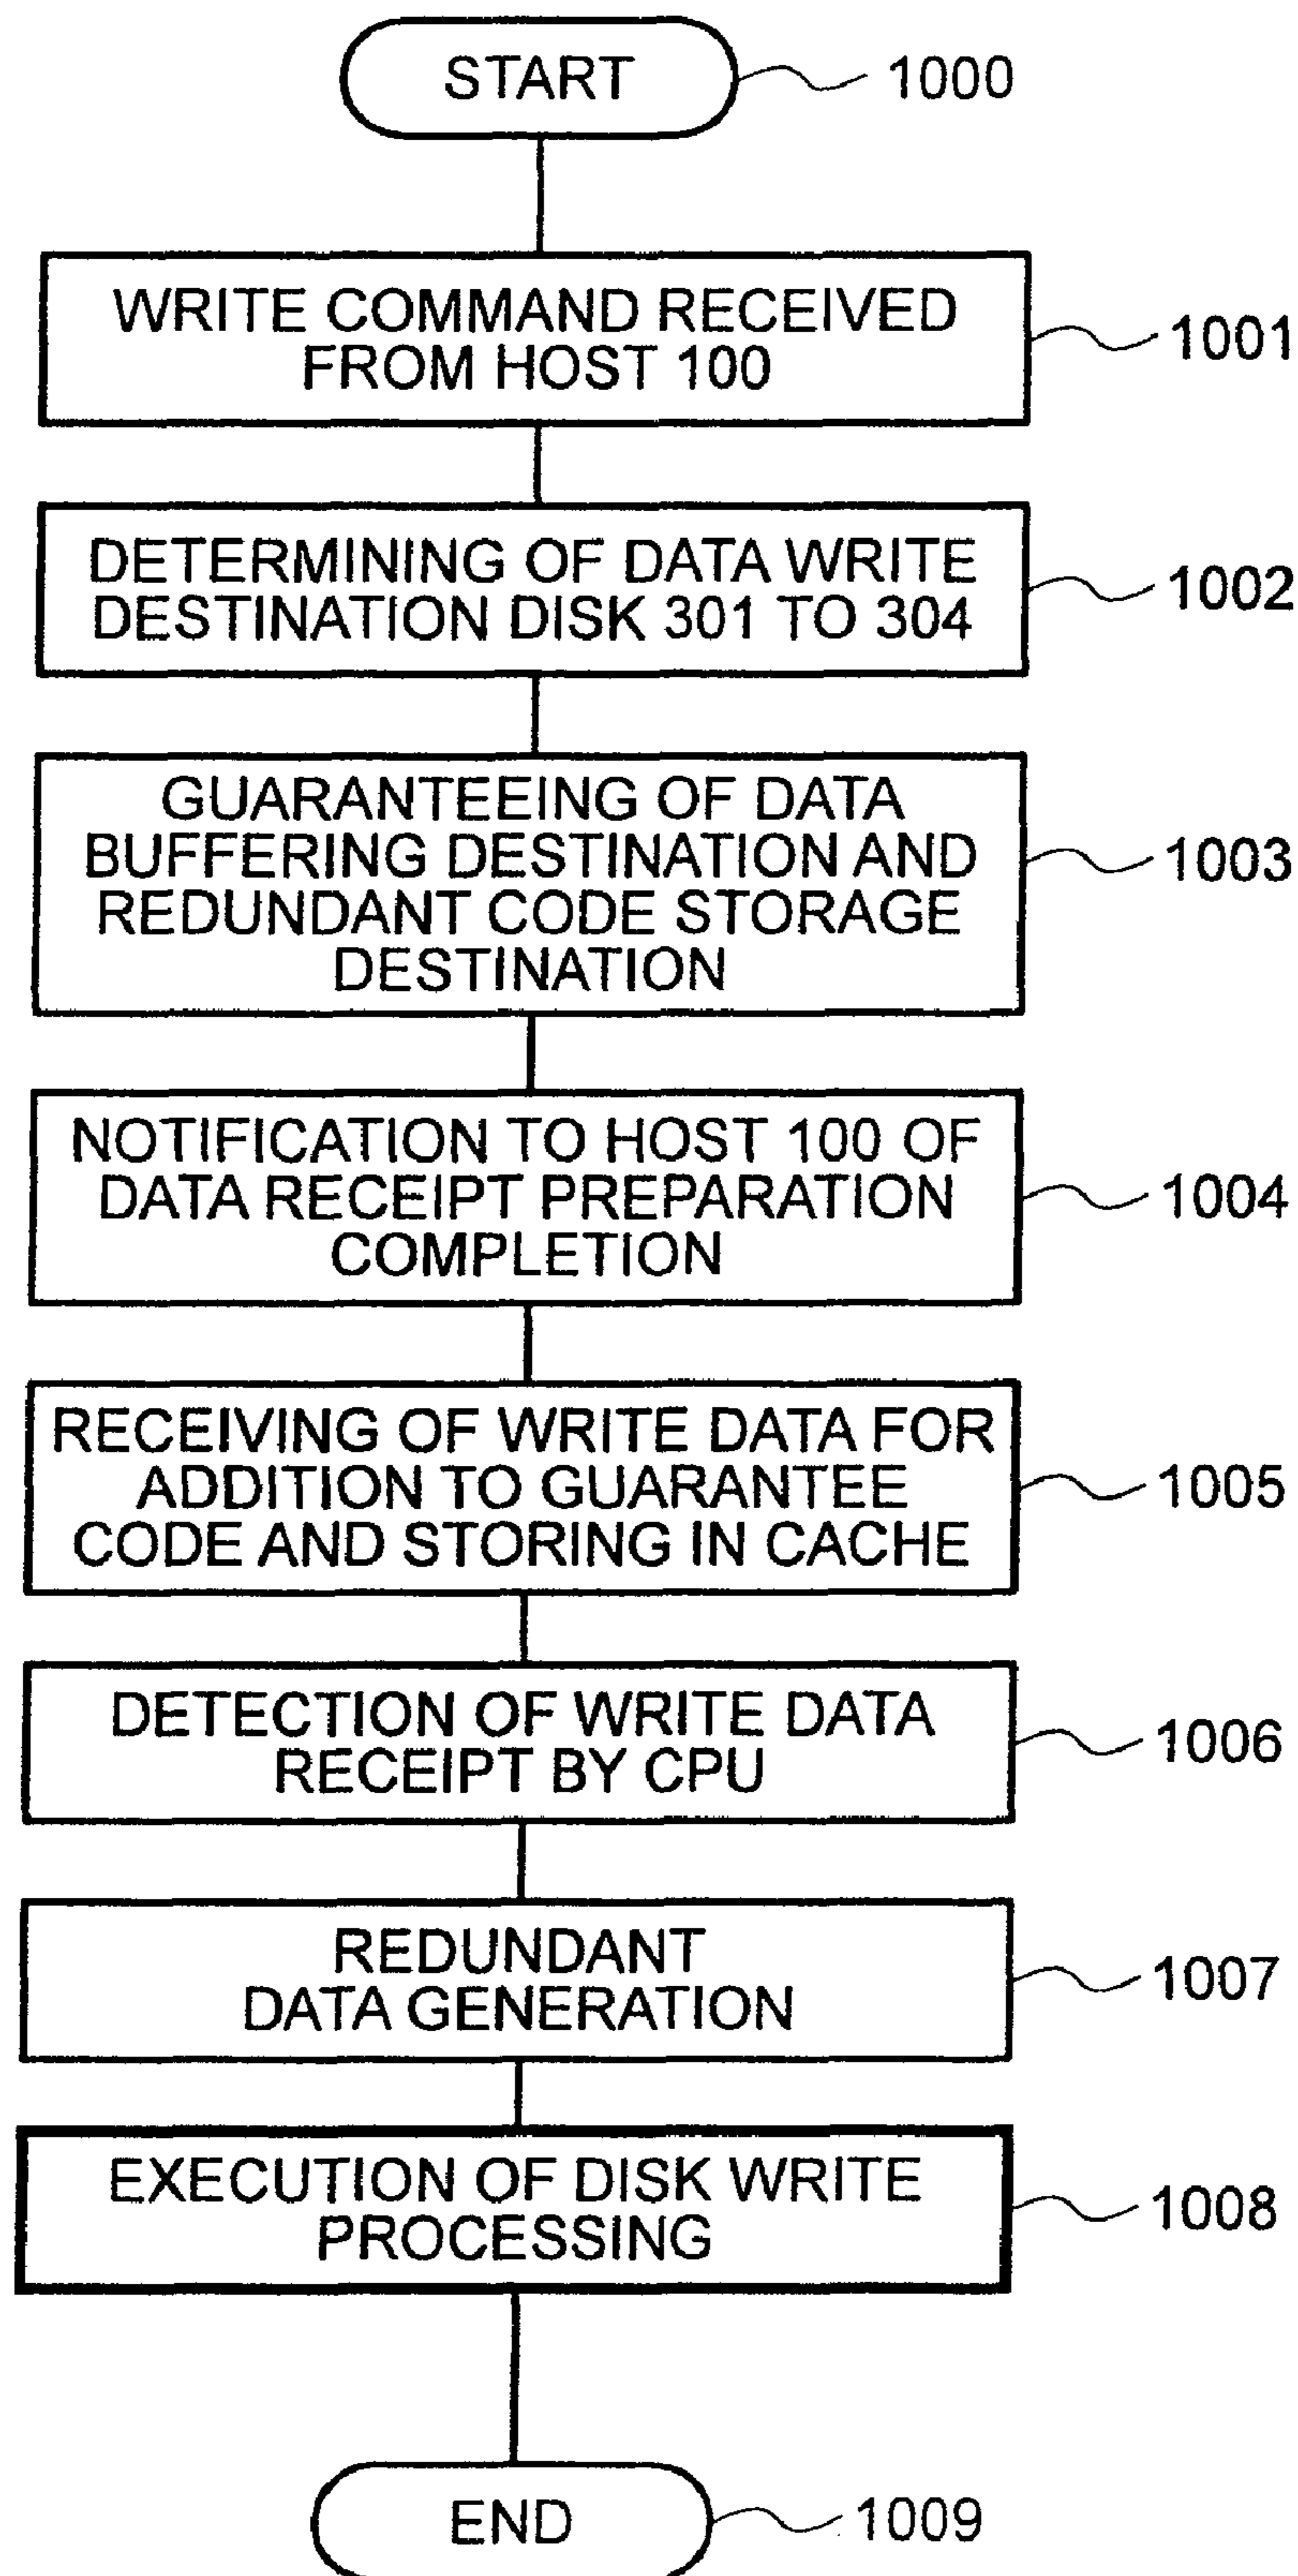 START
1000
WRITE COMMAND RECEIVED
FROM HOST 100
1001
DETERMINING OF DATA WRITE
DESTINATION DISK 301 TO 304
1002
GUARANTEEING OF DATA
BUFFERING DESTINATION AND
REDUNDANT CODE STORAGE
DESTINATION
1003
NOTIFICATION TO HOST 100 OF
DATA RECEIPT PREPARATION
COMPLETION
1004
RECEIVING OF WRITE DATA FOR
ADDITION TO GUARANTEE
CODE AND STORING IN CACHE
1005
DETECTION OF WRITE DATA
RECEIPT BY CPU
1006
REDUNDANT
DATA GENERATION
1007
EXECUTION OF DISK WRITE
PROCESSING
1008
END
1009